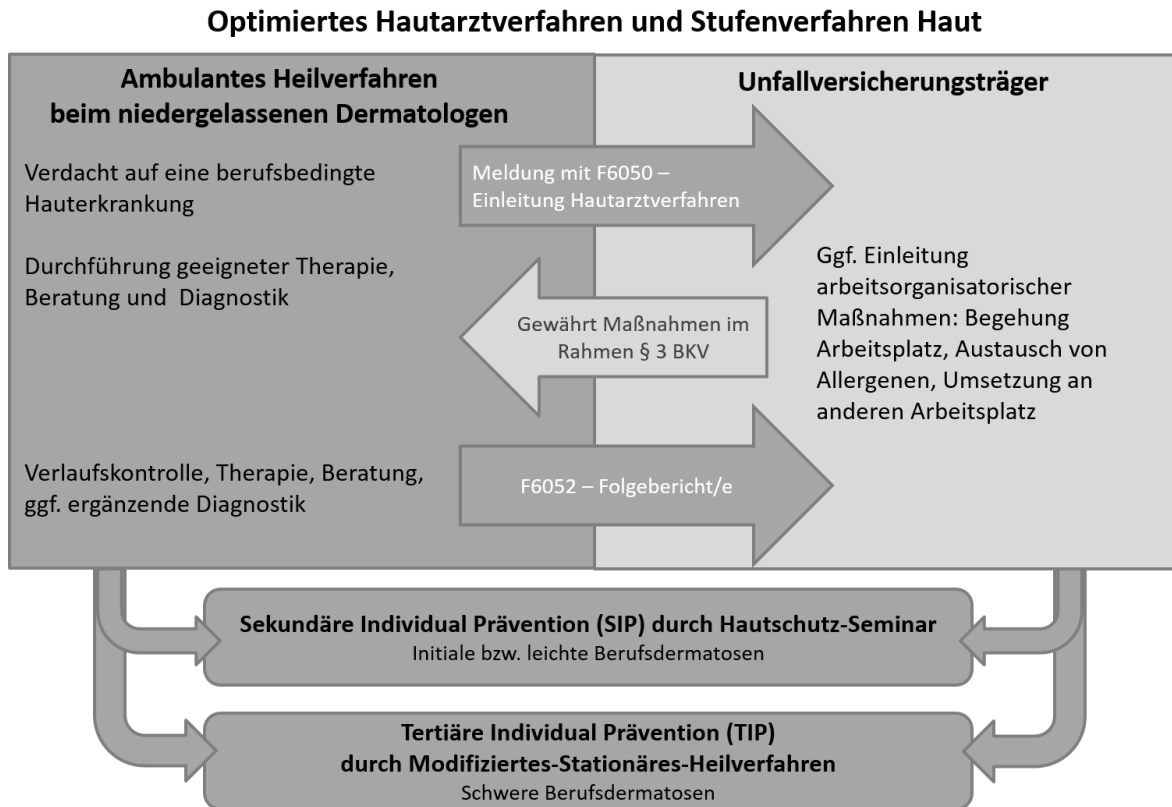 Optimiertes Hautarztverfahren und Stufenverfahren Haut
Ambulantes Heilverfahren
beim niedergelassenen Dermatologen
Unfallversicherungsträger
Verdacht auf eine berufsbedingte
Hauterkrankung
Meldung mit F6050 –
Einleitung Hautarztverfahren
Durchführung geeigneter Therapie,
Beratung und  Diagnostik
Gewährt Maßnahmen im
Rahmen § 3 BKV
Ggf. Einleitung
arbeitsorganisatorischer
Maßnahmen: Begehung
Arbeitsplatz, Austausch von
Allergenen, Umsetzung an
anderen Arbeitsplatz
Verlaufskontrolle, Therapie, Beratung,
ggf. ergänzende Diagnostik
F6052 – Folgebericht/e
Sekundäre Individual Prävention (SIP) durch Hautschutz-Seminar
Initiale bzw. leichte Berufsdermatosen
Tertiäre Individual Prävention (TIP)
durch Modifiziertes-Stationäres-Heilverfahren
Schwere Berufsdermatosen